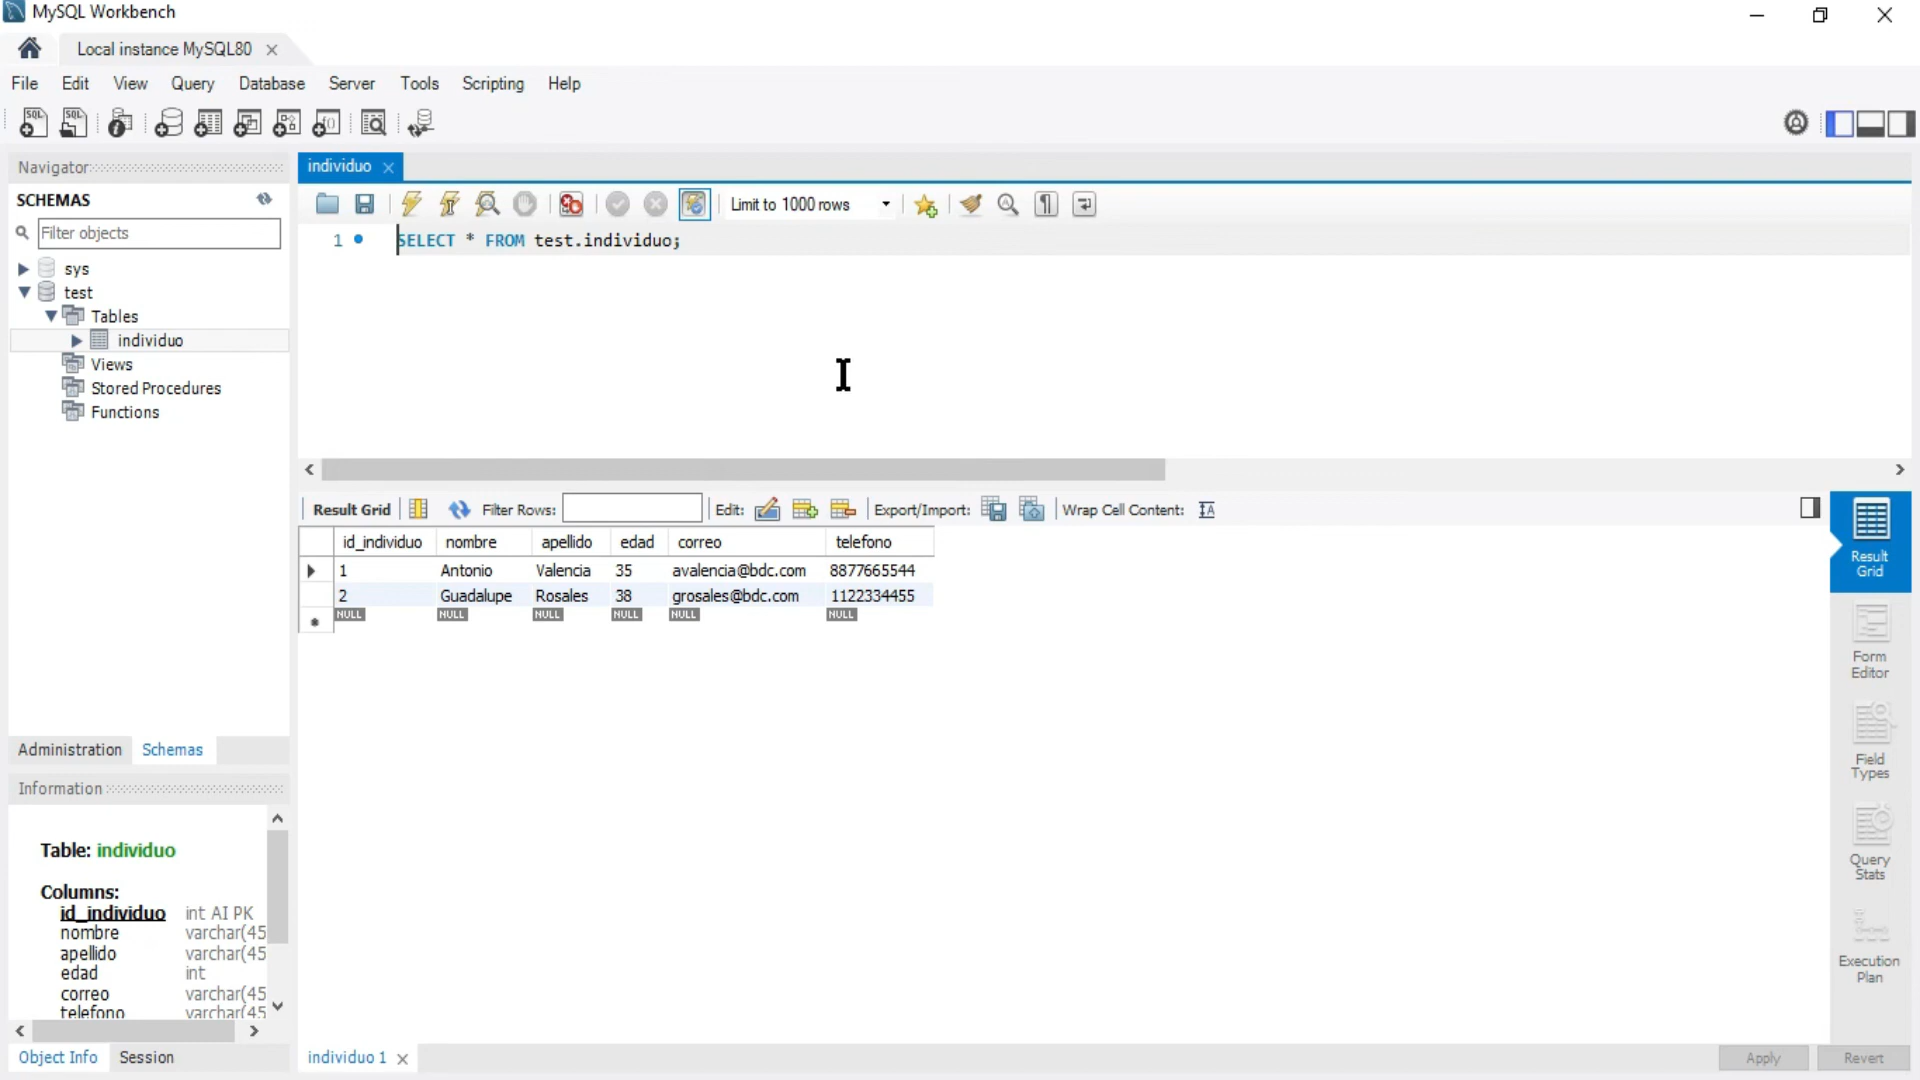 MySQL Workbench
Local instance MySQL80
File Edit View Query Database Server Tools Scripting Help
Navigator
SCHEMAS
Filter objects
sys
test
Tables
individuo
Views
Stored Procedures
Functions
Administration Schemas
Information
Table: individuo
Columns:
id_individuo int AI PK
nombre varchar(45
apellido varchar(45
edad int
correo varchar(45
telefono varchar(45
Object Info Session
individuo
Limit to 1000 rows
1 SELECT * FROM test.individuo;
Result Grid Filter Rows: Edit: Export/Import: Wrap Cell Content:
id_individuo nombre apellido edad correo telefono
1 Antonio Valencia 35 avalencia@bdc.com 8877665544
2 Guadalupe Rosales 38 grosales@bdc.com 1122334455
NULL NULL NULL NULL NULL NULL
Result
Grid
Form
Editor
Field
Types
Query
Stats
Execution
Plan
individuo 1
Apply Revert